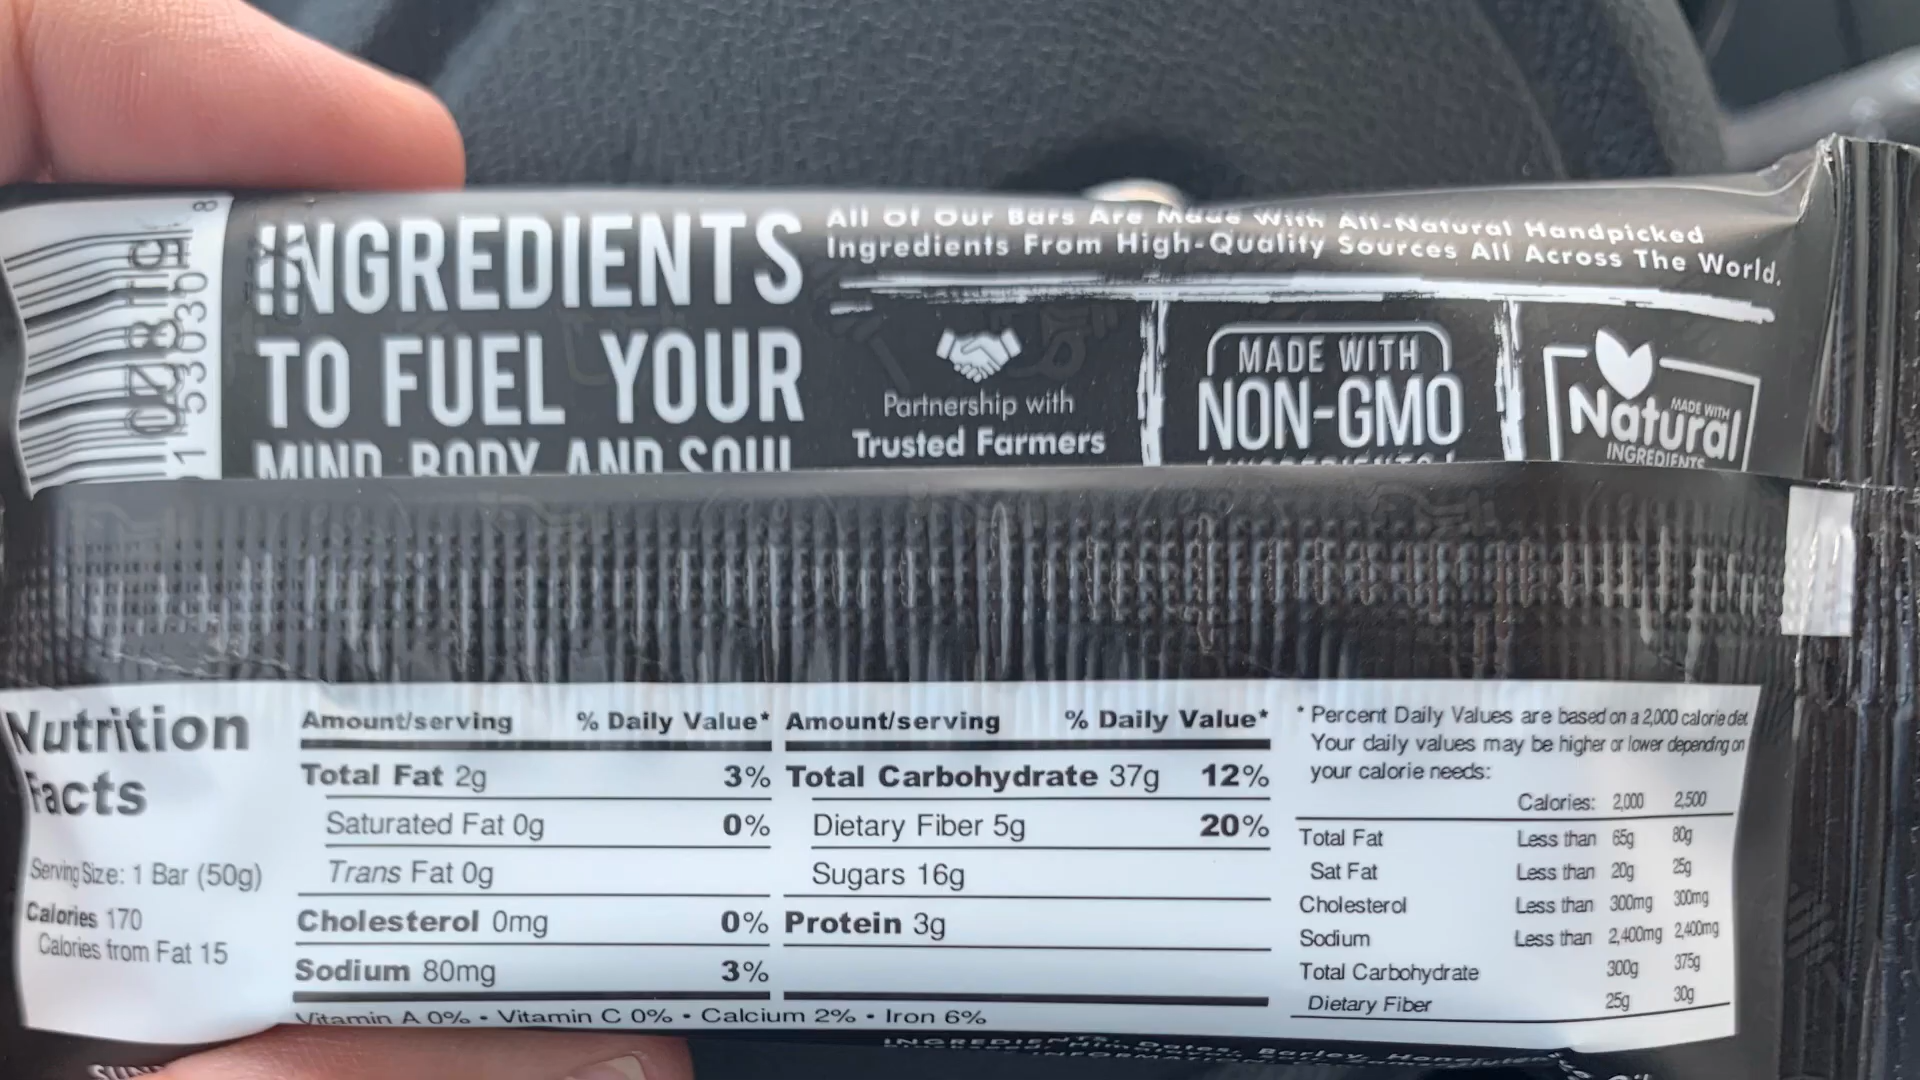 INGREDIENTS
TO FUEL YOUR
MIND BODY AND SOUL
All Of Our Bars Are Made With All-Natural Handpicked
Ingredients From High-Quality Sources All Across The World.
Partnership with
Trusted Farmers
MADE WITH
NON-GMO
INGREDIENTS
MADE WITH
Natural
INGREDIENTS
Nutrition
Facts
Serving Size: 1 Bar (50g)
Calories 170
Calories from Fat 15
Amount/serving % Daily Value*
Total Fat 2g 3%
Saturated Fat 0g 0%
Trans Fat 0g
Cholesterol 0mg 0%
Sodium 80mg 3%
Amount/serving % Daily Value*
Total Carbohydrate 37g 12%
Dietary Fiber 5g 20%
Sugars 16g
Protein 3g
Vitamin A 0% • Vitamin C 0% • Calcium 2% • Iron 6%
* Percent Daily Values are based on a 2,000 calorie diet
Your daily values may be higher or lower depending on
your calorie needs:
Calories: 2,000 2,500
Total Fat Less than 65g 80g
Sat Fat Less than 20g 25g
Cholesterol Less than 300mg 300mg
Sodium Less than 2,400mg 2,400mg
Total Carbohydrate 300g 375g
Dietary Fiber 25g 30g
INGREDIENTS Dates, Barley,